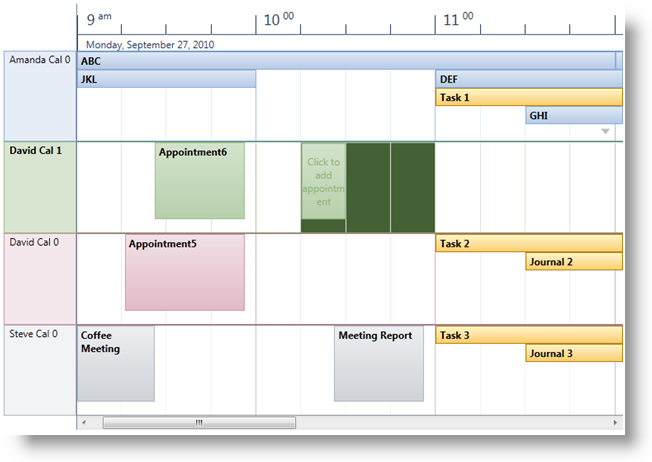 9 am 10 00 11 00
Monday, September 27, 2010
Amanda Cal 0
ABC
JKL
DEF
Task 1
GHI
David Cal 1
Appointment6
Click to
add
appointm
ent
David Cal 0
Appointment5
Task 2
Journal 2
Steve Cal 0
Coffee
Meeting
Meeting Report
Task 3
Journal 3